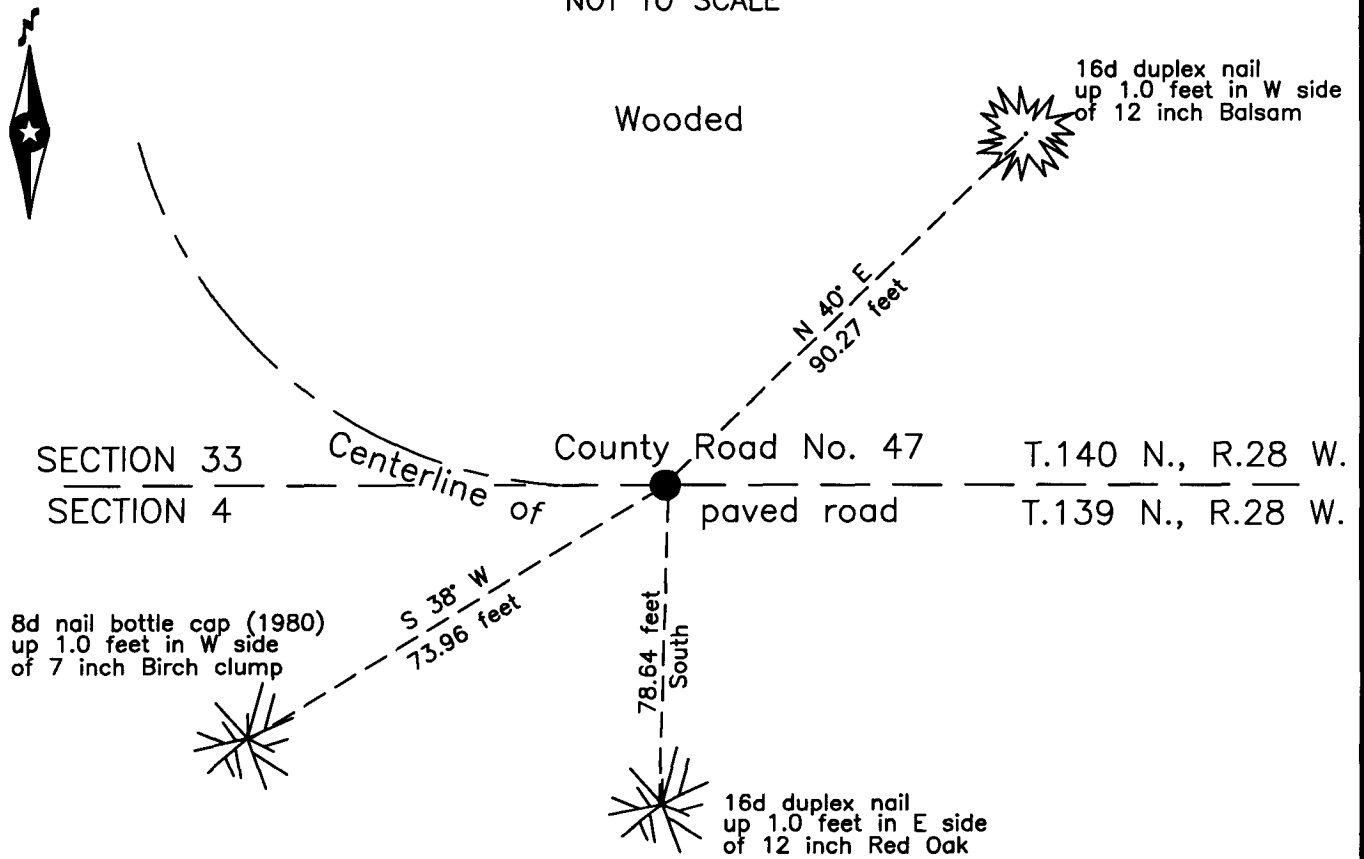 NOT TO SCALE
N
16d duplex nail
up 1.0 feet in W side
of 12 inch Balsam
Wooded
N 40° E
90.27 feet
SECTION 33
Centerline of
County Road No. 47
T.140 N., R.28 W.
SECTION 4
paved road
T.139 N., R.28 W.
S 38° W
73.96 feet
8d nail bottle cap (1980)
up 1.0 feet in W side
of 7 inch Birch clump
78.64 feet
South
16d duplex nail
up 1.0 feet in E side
of 12 inch Red Oak